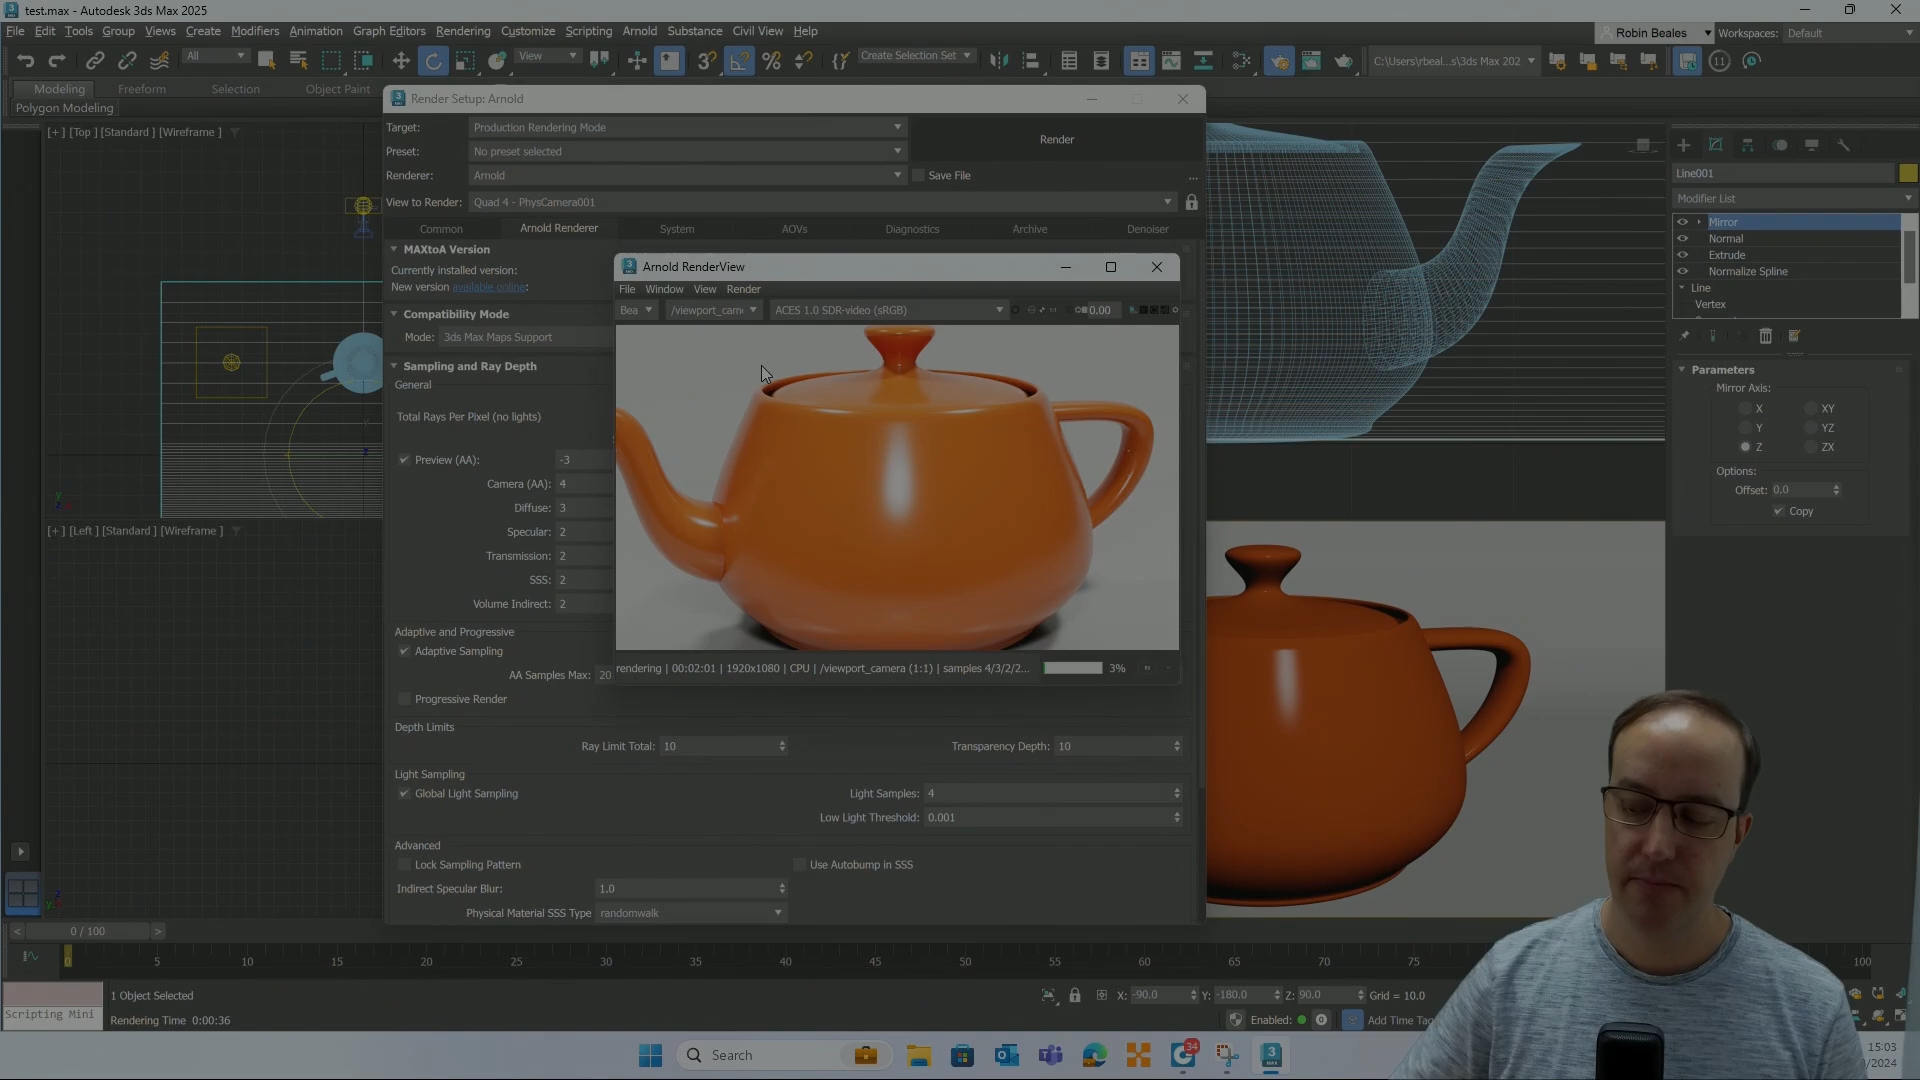 test.max - Autodesk 3ds Max 2025
File Edit Tools Group Views Create Modifiers Animation Graph Editors Rendering Customize Scripting Arnold Substance Civil View Help
Robin Beales
Workspaces: Default
All
View
Create Selection Set
C:\Users\rbeal...s\3ds Max 202
11
Modeling Freeform Selection Object Paint
Polygon Modeling
[+] [Top ] [Standard ] [Wireframe ]
Render Setup: Arnold
Target: Production Rendering Mode
Preset: No preset selected
Renderer: Arnold
Render
Save File
...
View to Render: Quad 4 - PhysCamera001
Common Arnold Renderer System AOVs Diagnostics Archive Denoiser
MAXtoA Version
Currently installed version:
New version available online:
Compatibility Mode
Mode: 3ds Max Maps Support
Sampling and Ray Depth
General
Total Rays Per Pixel (no lights)
Preview (AA): -3
Camera (AA): 4
Diffuse: 3
Specular: 2
Transmission: 2
SSS: 2
Volume Indirect: 2
Adaptive and Progressive
Adaptive Sampling
AA Samples Max: 20
Progressive Render
Depth Limits
Ray Limit Total: 10
Transparency Depth: 10
Light Sampling
Global Light Sampling
Light Samples: 4
Low Light Threshold: 0.001
Advanced
Lock Sampling Pattern
Use Autobump in SSS
Indirect Specular Blur: 1.0
Physical Material SSS Type randomwalk
Arnold RenderView
File Window View Render
Bea /viewport_cam ACES 1.0 SDR-video (sRGB) 0.00
rendering | 00:02:01 | 1920x1080 | CPU | /viewport_camera (1:1) | samples 4/3/2/2... 3%
[+] [Left ] [Standard ] [Wireframe ]
Line001
Modifier List
Mirror
Normal
Extrude
Normalize Spline
Line
Vertex
Parameters
Mirror Axis:
X XY
Y YZ
Z ZX
Options:
Offset: 0.0
Copy
0 / 100
0 5 10 15 20 25 30 35 40 45 50 55 60 65 70 75 100
1 Object Selected
X: -90.0 Y: -180.0 Z: 90.0 Grid = 10.0
Scripting Mini
Rendering Time 0:00:36
Enabled:
0
Add Time Tag
Search
34
15:03
/2024